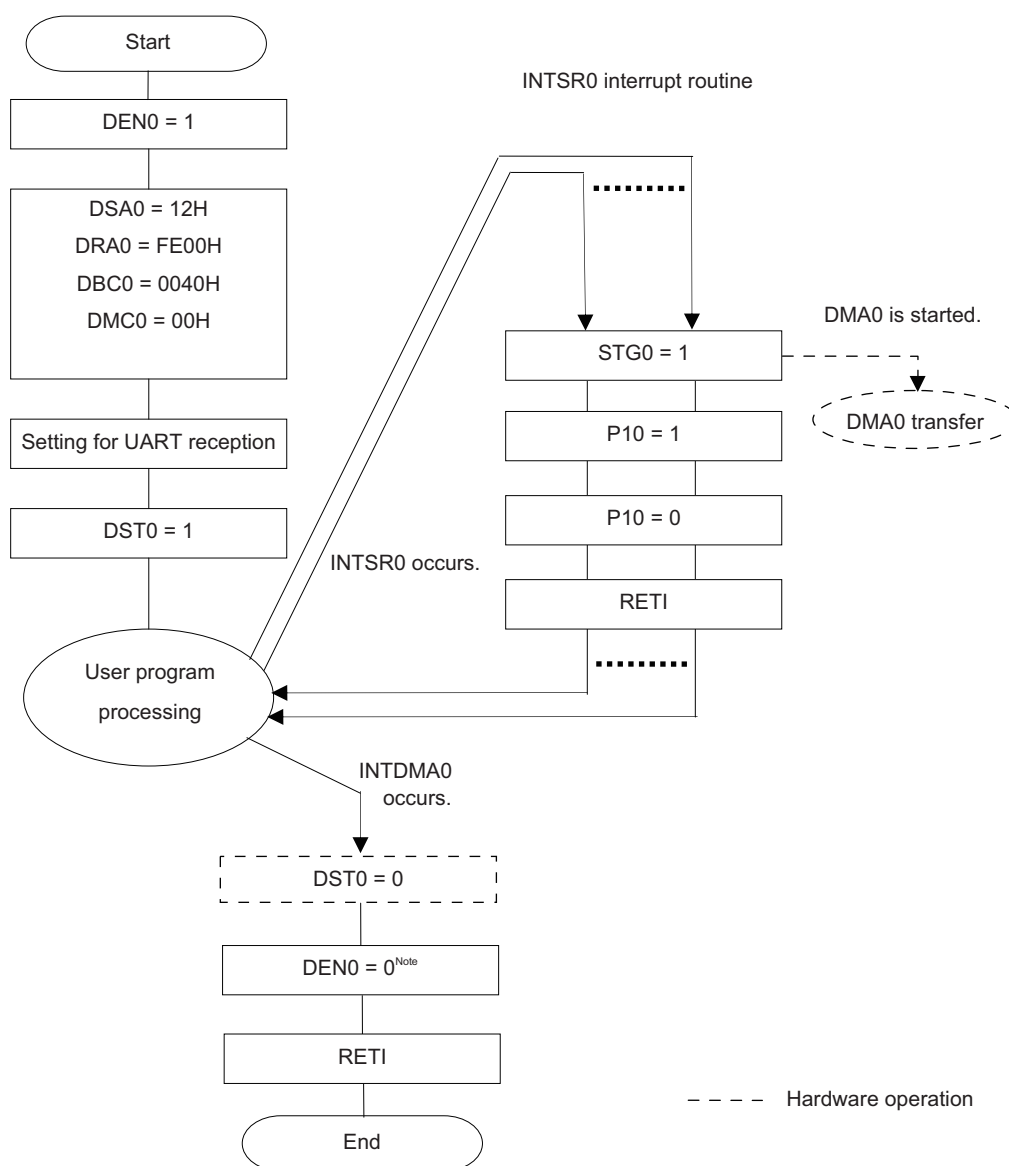 Start
DEN0 = 1
DSA0 = 12H
DRA0 = FE00H
DBC0 = 0040H
DMC0 = 00H
Setting for UART reception
DST0 = 1
User program
processing
INTSR0 occurs.
INTSR0 interrupt routine
STG0 = 1
DMA0 is started.
DMA0 transfer
P10 = 1
P10 = 0
RETI
INTDMA0
occurs.
DST0 = 0
DEN0 = 0Note
RETI
End
Hardware operation